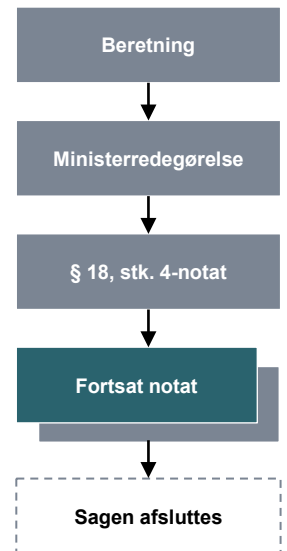 Beretning
Ministerredegørelse
§ 18, stk. 4-notat
Fortsat notat
Sagen afsluttes